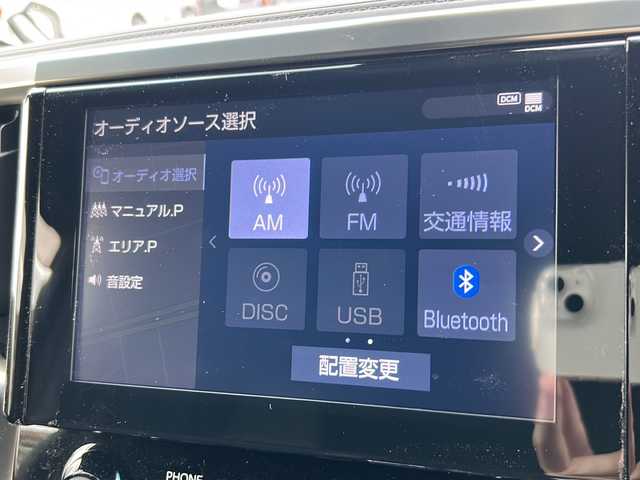 DCM
DCM
オーディオソース選択
オーディオ選択
マニュアル.P
エリア.P
音設定
AM
FM
交通情報
DISC
USB
Bluetooth
配置変更
PHONE